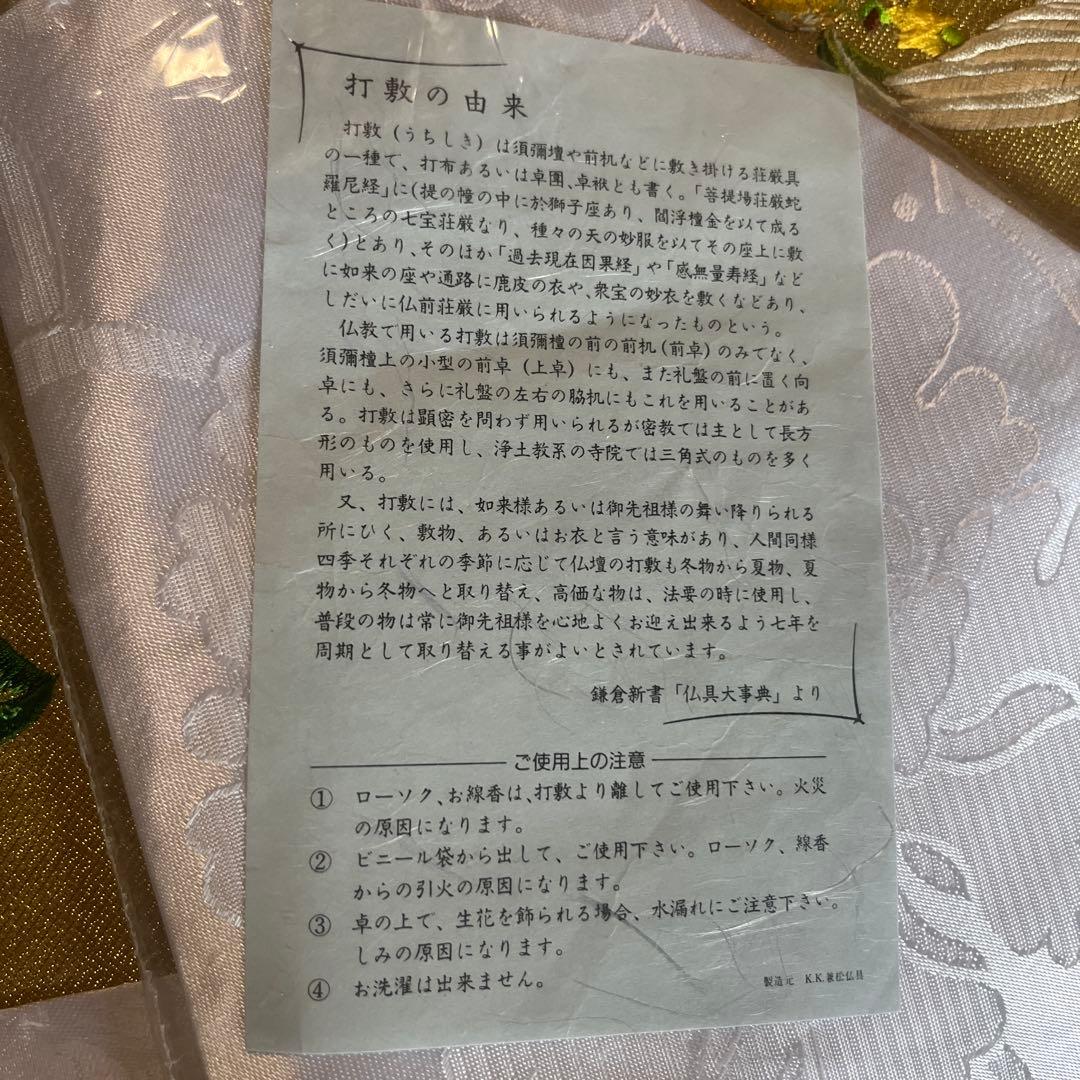 打敷の由来
打敷（うちしき）は須彌壇や前机などに敷き掛ける荘厳具
の一種で、打布あるいは卓圍、卓袱とも書く。「菩提場荘厳蛇
羅尼経」に(提の幢の中に於獅子座あり、閻浮檀金を以て成る
ところの七宝荘厳なり、種々の天の妙服を以てその座上に敷
く)とあり、そのほか「過去現在因果経」や「感無量寿経」など
に如来の座や通路に鹿皮の衣や、衆宝の妙衣を敷くなどあり、
しだいに仏前荘厳に用いられるようになったものという。
仏教で用いる打敷は須彌檀の前の前机(前卓)のみでなく、
須彌檀上の小型の前卓（上卓）にも、また礼盤の前に置く向
卓にも、さらに礼盤の左右の脇机にもこれを用いることがあ
る。打敷は顕密を問わず用いられるが密教では主として長方
形のものを使用し、浄土教系の寺院では三角式のものを多く
用いる。
又、打敷には、如来様あるいは御先祖様の舞い降りられる
所にひく、敷物、あるいはお衣と言う意味があり、人間同様
四季それぞれの季節に応じて仏壇の打敷も冬物から夏物、夏
物から冬物へと取り替え、高価な物は、法要の時に使用し、
普段の物は常に御先祖様を心地よくお迎え出来るよう七年を
周期として取り替える事がよいとされています。
鎌倉新書「仏具大事典」より
ご使用上の注意
① ローソク、お線香は、打敷より離してご使用下さい。火災
の原因になります。
② ビニール袋から出して、ご使用下さい。ローソク、線香
からの引火の原因になります。
③ 卓の上で、生花を飾られる場合、水漏れにご注意下さい。
しみの原因になります。
④ お洗濯は出来ません。
製造元 K.K.兼松仏具